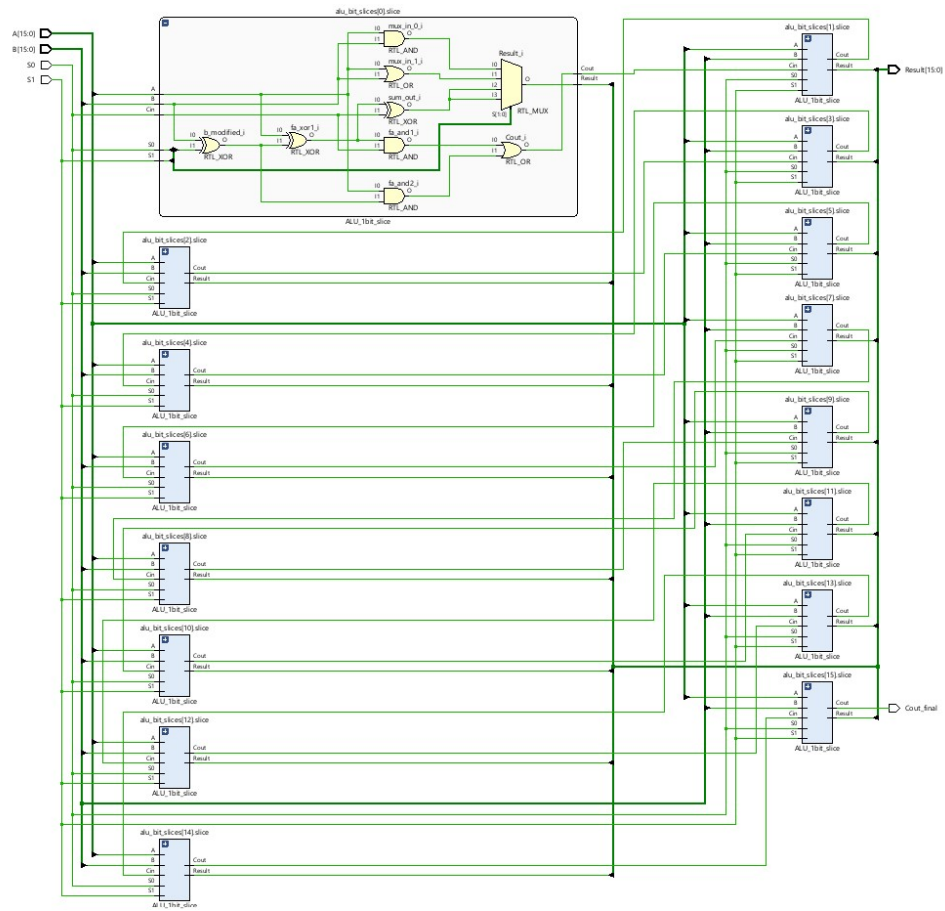 alu_bit_slices[0].slice
A(15:0)
B(15:0)
S0
S1
A
B
Cin
S0
S1
I0
I1
O
b_modified_i
RTL_XOR
I0
I1
O
fa_xor1_i
RTL_XOR
I0
I1
O
mux_in_0_i
RTL_AND
I0
I1
O
mux_in_1_i
RTL_OR
I0
I1
O
sum_out_i
RTL_XOR
I0
I1
O
fa_and1_i
RTL_AND
I0
I1
O
fa_and2_i
RTL_AND
I0
I1
O
Result_i
I0
I1
I2
I3
S(1:0)
O
RTL_MUX
Cout_i
I0
I1
O
RTL_OR
Cout
Result
ALU_1bit_slice
alu_bit_slices[2].slice
A
B
Cin
S0
S1
Cout
Result
ALU_1bit_slice
alu_bit_slices[4].slice
A
B
Cin
S0
S1
Cout
Result
ALU_1bit_slice
alu_bit_slices[6].slice
A
B
Cin
S0
S1
Cout
Result
ALU_1bit_slice
alu_bit_slices[8].slice
A
B
Cin
S0
S1
Cout
Result
ALU_1bit_slice
alu_bit_slices[10].slice
A
B
Cin
S0
S1
Cout
Result
ALU_1bit_slice
alu_bit_slices[12].slice
A
B
Cin
S0
S1
Cout
Result
ALU_1bit_slice
alu_bit_slices[14].slice
A
B
Cin
S0
S1
Cout
Result
ALU_1bit_slice
alu_bit_slices[1].slice
A
B
Cin
S0
S1
Cout
Result
ALU_1bit_slice
alu_bit_slices[3].slice
A
B
Cin
S0
S1
Cout
Result
ALU_1bit_slice
alu_bit_slices[5].slice
A
B
Cin
S0
S1
Cout
Result
ALU_1bit_slice
alu_bit_slices[7].slice
A
B
Cin
S0
S1
Cout
Result
ALU_1bit_slice
alu_bit_slices[9].slice
A
B
Cin
S0
S1
Cout
Result
ALU_1bit_slice
alu_bit_slices[11].slice
A
B
Cin
S0
S1
Cout
Result
ALU_1bit_slice
alu_bit_slices[13].slice
A
B
Cin
S0
S1
Cout
Result
ALU_1bit_slice
alu_bit_slices[15].slice
A
B
Cin
S0
S1
Cout
Result
ALU_1bit_slice
Result(15:0)
Cout_final